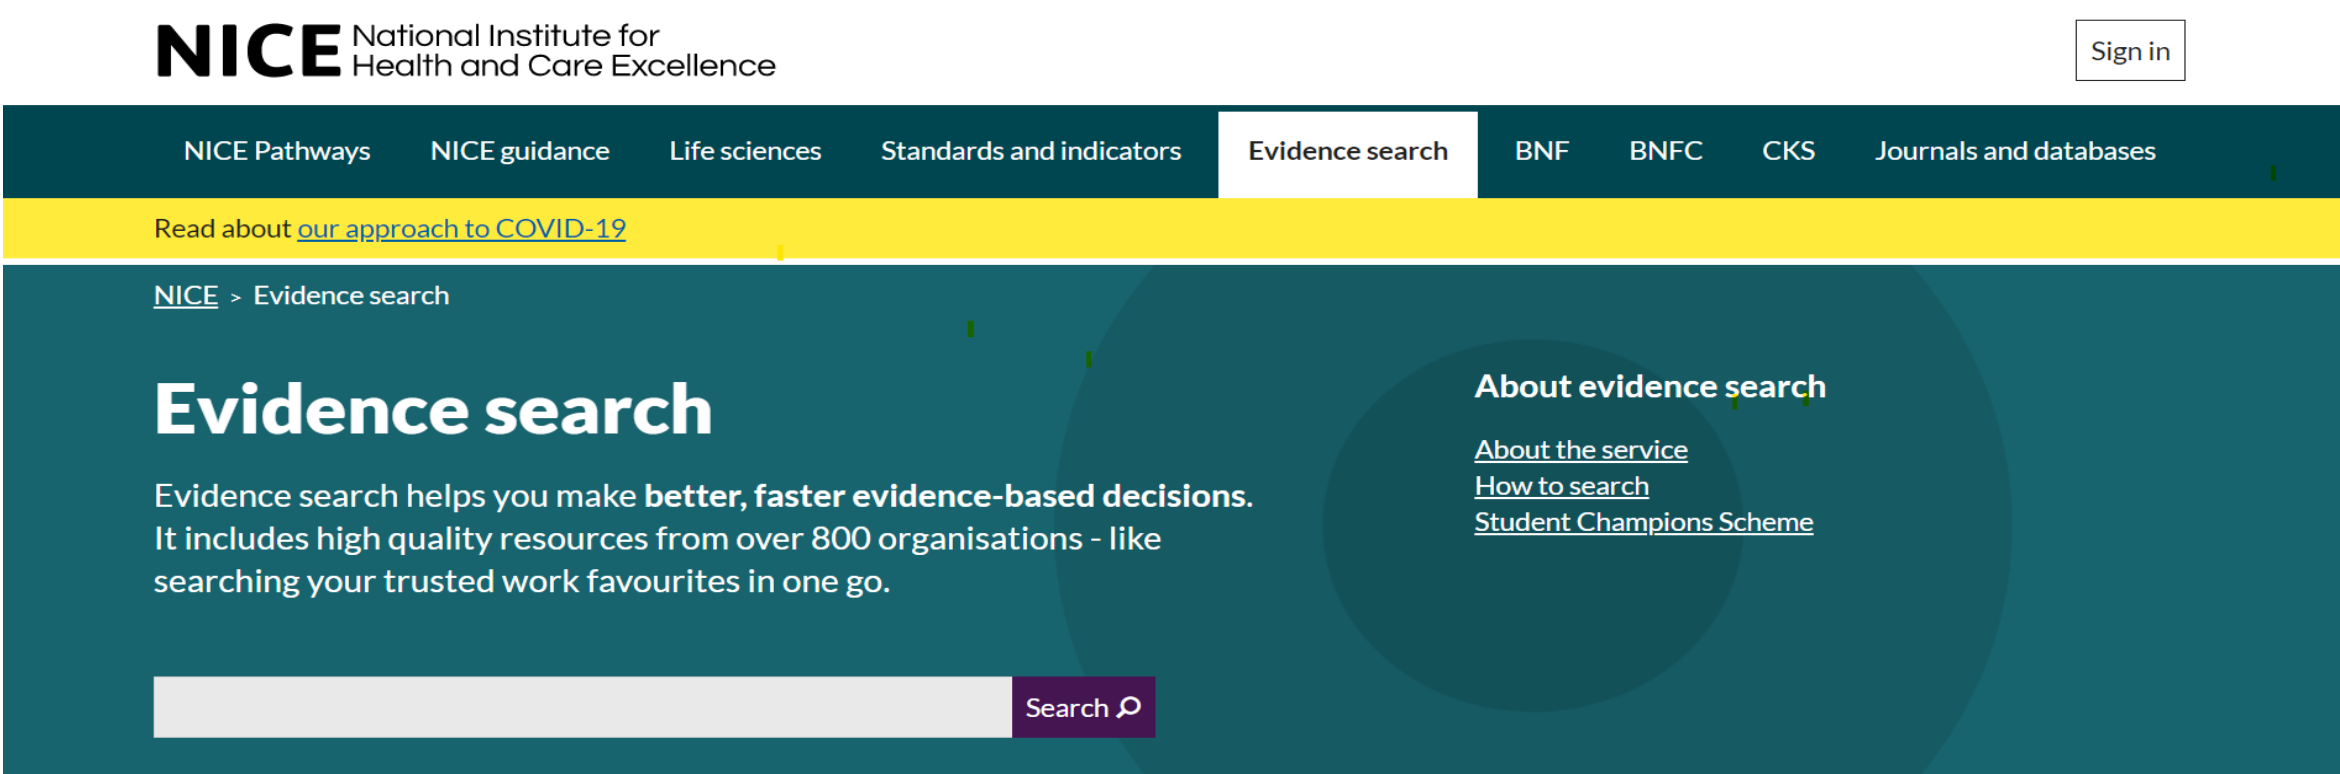 NICE National Institute for
Health and Care Excellence
Sign in
NICE Pathways NICE guidance Life sciences Standards and indicators Evidence search BNF BNFC CKS Journals and databases
Read about our approach to COVID-19
NICE > Evidence search
Evidence search
Evidence search helps you make better, faster evidence-based decisions.
It includes high quality resources from over 800 organisations - like
searching your trusted work favourites in one go.
Search
About evidence search
About the service
How to search
Student Champions Scheme